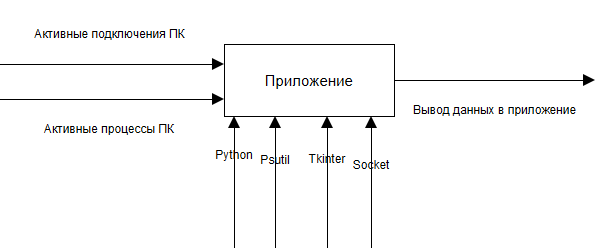 Активные подключения ПК
Приложение
Вывод данных в приложение
Активные процессы ПК
Python
Psutil
Tkinter
Socket